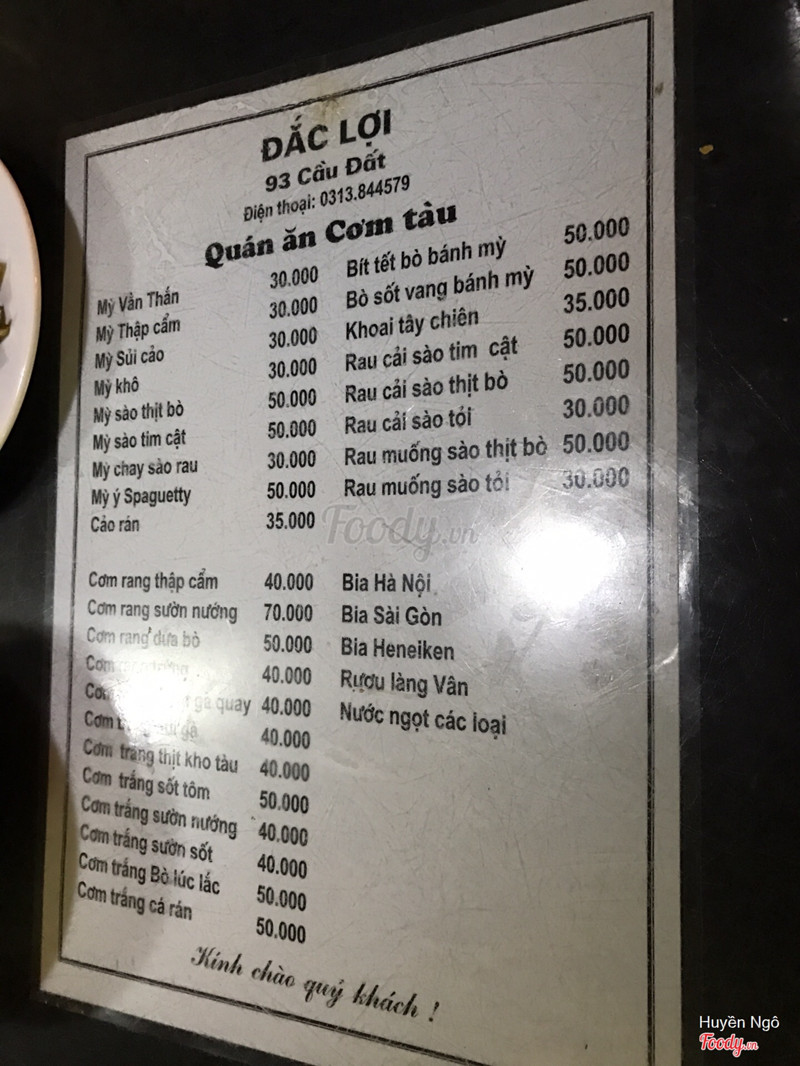 ĐẮC LỢI
93 Cầu Đất
Điện thoại: 0313.844579
Quán ăn Cơm tàu
Mỳ Vằn Thắn 30.000
Mỳ Thập cẩm 30.000
Mỳ Sủi cảo 30.000
Mỳ khô 30.000
Mỳ sào thịt bò 50.000
Mỳ sào tim cật 50.000
Mỳ chay sào rau 30.000
Mỳ ý Spaguetty 50.000
Cảo rán 35.000
Bít tết bò bánh mỳ 50.000
Bò sốt vang bánh mỳ 50.000
Khoai tây chiên 35.000
Rau cải sào tim cật 50.000
Rau cải sào thịt bò 50.000
Rau cải sào tỏi 30.000
Rau muống sào thịt bò 50.000
Rau muống sào tỏi 30.000
Cơm rang thập cẩm 40.000
Cơm rang sườn nướng 70.000
Cơm rang dưa bò 50.000
Cơm 40.000
gà quay 40.000
Cơm gà 40.000
Cơm trắng thịt kho tàu 40.000
Cơm trắng sốt tôm 50.000
Cơm trắng sườn nướng 40.000
Cơm trắng sườn sốt 40.000
Cơm trắng Bò lúc lắc 50.000
Cơm trắng cá rán 50.000
Bia Hà Nội
Bia Sài Gòn
Bia Heneiken
Rượu làng Vân
Nước ngọt các loại
Kính chào quý khách !
Foody.vn
Huyền Ngô
Foody.vn